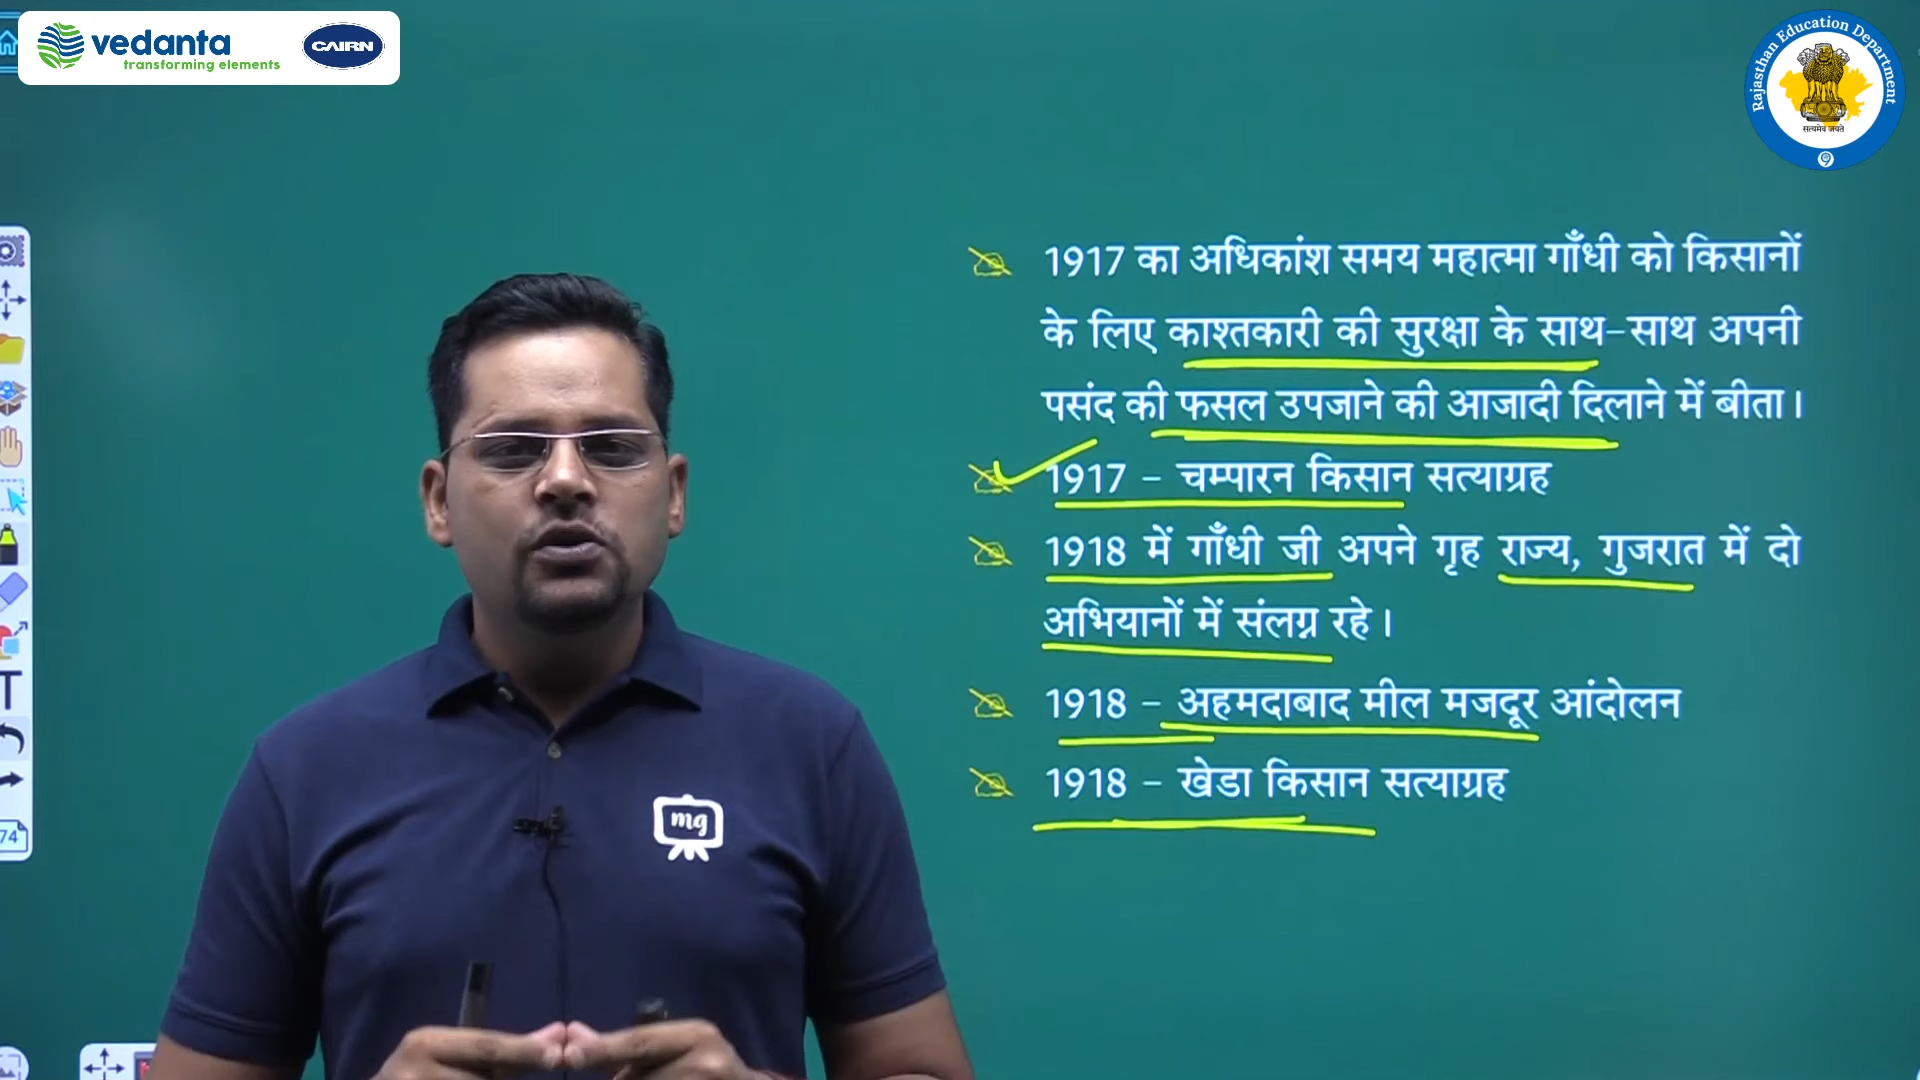 vedanta
transforming elements
CAIRN
Rajasthan Education Department
सत्यमेव जयते
1917 का अधिकांश समय महात्मा गाँधी को किसानों
के लिए काश्तकारी की सुरक्षा के साथ–साथ अपनी
पसंद की फसल उपजाने की आजादी दिलाने में बीता।
1917 – चम्पारन किसान सत्याग्रह
1918 में गाँधी जी अपने गृह राज्य, गुजरात में दो
अभियानों में संलग्न रहे।
1918 – अहमदाबाद मील मजदूर आंदोलन
1918 – खेडा किसान सत्याग्रह
mg
T
74